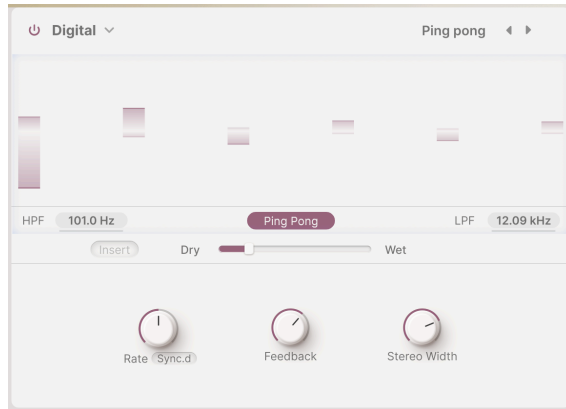 Digital
Ping pong
HPF 101.0 Hz Ping Pong LPF 12.09 kHz
Insert Dry Wet
Rate Sync.d Feedback Stereo Width